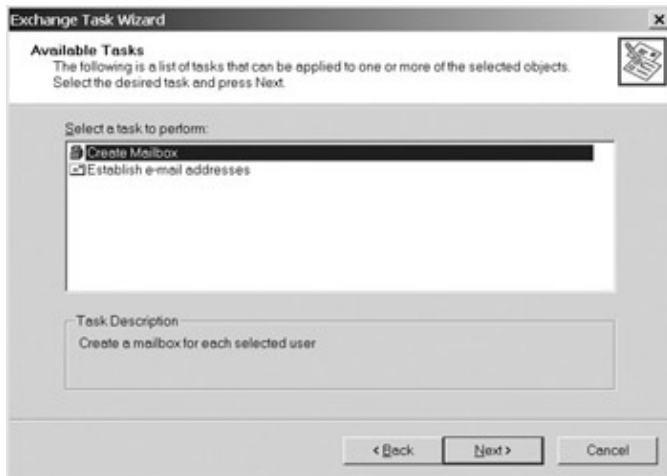 Exchange Task Wizard
Available Tasks
The following is a list of tasks that can be applied to one or more of the selected objects.
Select the desired task and press Next.
Select a task to perform:
Create Mailbox
Establish e-mail addresses
Task Description
Create a mailbox for each selected user
< Back Next > Cancel